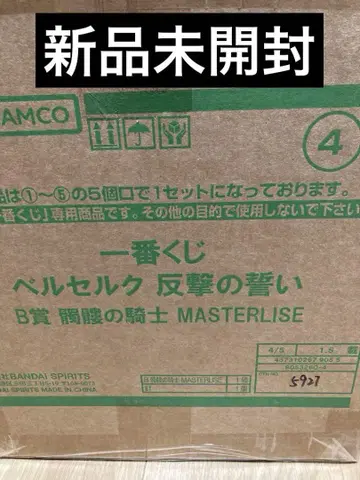 新品未開封
AMCO
4
品は①~⑤の5個口で1セットになっております。
番くじ」専用商品です。その他の目的で使用しないで下さい
一番くじ
ベルセルク 反撃の誓い
B賞 髑髏の騎士 MASTERLISE
4/5
社BANDAI SPIRITS
SPIRITS MADE IN CHINA
5927